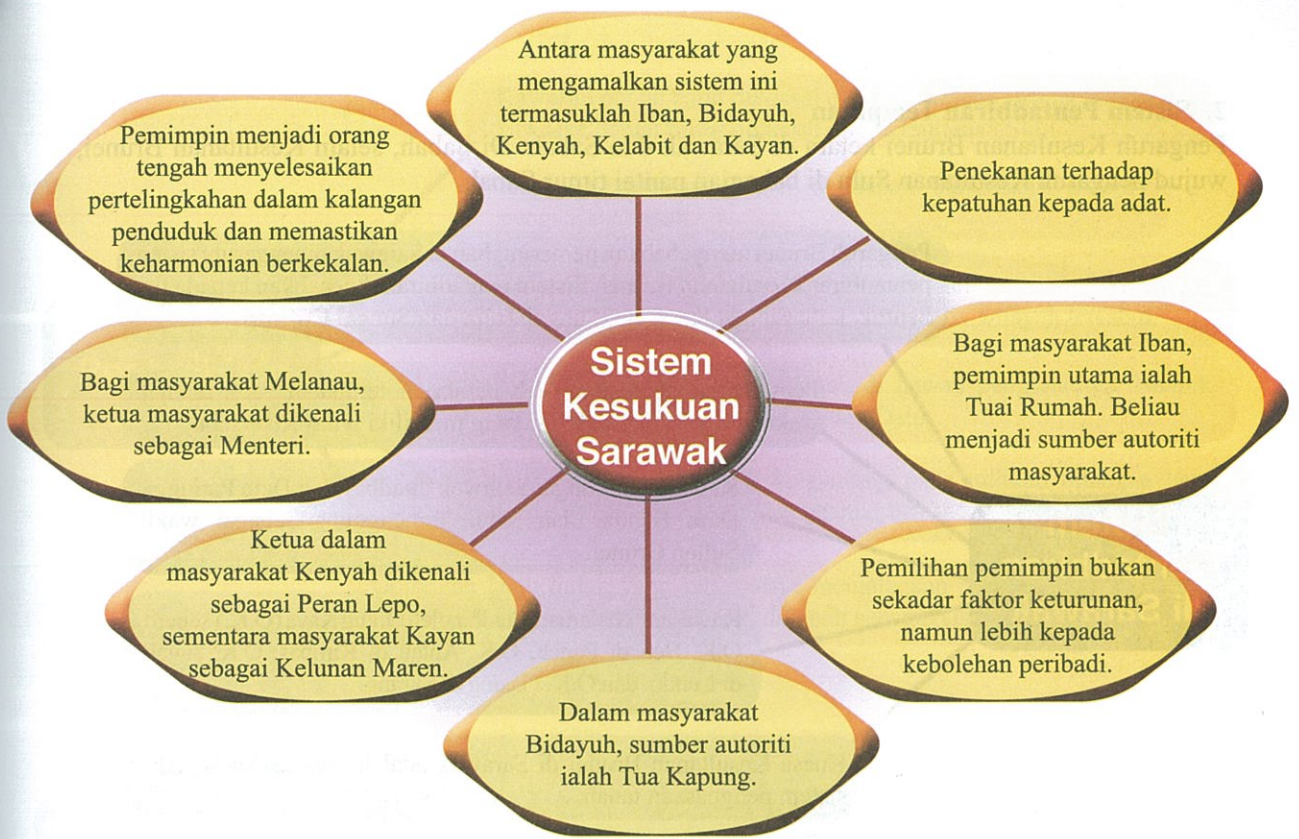 Antara masyarakat yang
mengamalkan sistem ini
termasuklah Iban, Bidayuh,
Kenyah, Kelabit dan Kayan.
Pemimpin menjadi orang
tengah menyelesaikan
pertelingkahan dalam kalangan
penduduk dan memastikan
keharmonian berkekalan.
Penekanan terhadap
kepatuhan kepada adat.
Sistem
Kesukuan
Sarawak
Bagi masyarakat Melanau,
ketua masyarakat dikenali
sebagai Menteri.
Bagi masyarakat Iban,
pemimpin utama ialah
Tuai Rumah. Beliau
menjadi sumber autoriti
masyarakat.
Ketua dalam
masyarakat Kenyah dikenali
sebagai Peran Lepo,
sementara masyarakat Kayan
sebagai Kelunan Maren.
Pemilihan pemimpin bukan
sekadar faktor keturunan,
namun lebih kepada
kebolehan peribadi.
Dalam masyarakat
Bidayuh, sumber autoriti
ialah Tua Kapung.